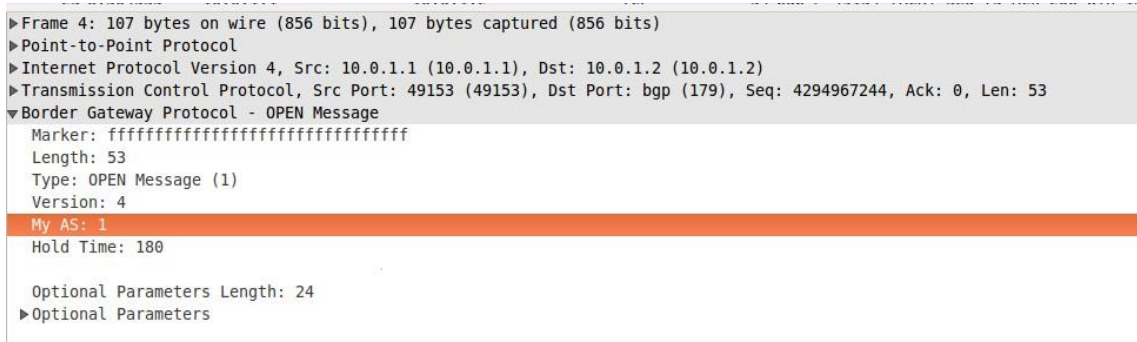 Frame 4: 107 bytes on wire (856 bits), 107 bytes captured (856 bits)
Point-to-Point Protocol
Internet Protocol Version 4, Src: 10.0.1.1 (10.0.1.1), Dst: 10.0.1.2 (10.0.1.2)
Transmission Control Protocol, Src Port: 49153 (49153), Dst Port: bgp (179), Seq: 4294967244, Ack: 0, Len: 53
Border Gateway Protocol - OPEN Message
Marker: ffffffffffffffffffffffffffffffff
Length: 53
Type: OPEN Message (1)
Version: 4
My AS: 1
Hold Time: 180
Optional Parameters Length: 24
Optional Parameters